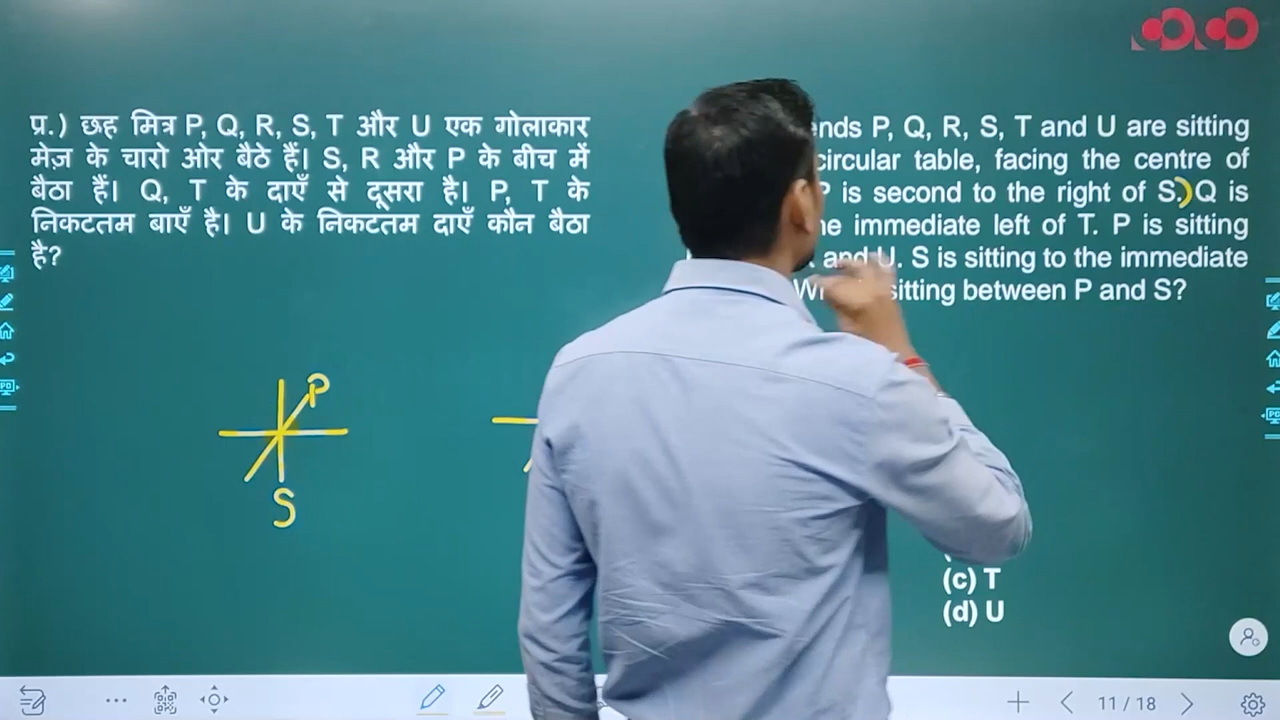 प्र.) छह मित्र P, Q, R, S, T और U एक गोलाकार
मेज़ के चारो ओर बैठे हैं। S, R और P के बीच में
बैठा हैं। Q, T के दाएँ से दूसरा है। P, T के
निकटतम बाएँ है। U के निकटतम दाएँ कौन बैठा
है?
P, Q, R, S, T and U are sitting
circular table, facing the centre of
P is second to the right of S. Q is
immediate left of T. P is sitting
and U. S is sitting to the immediate
sitting between P and S?
P
S
(c) T
(d) U
11 / 18